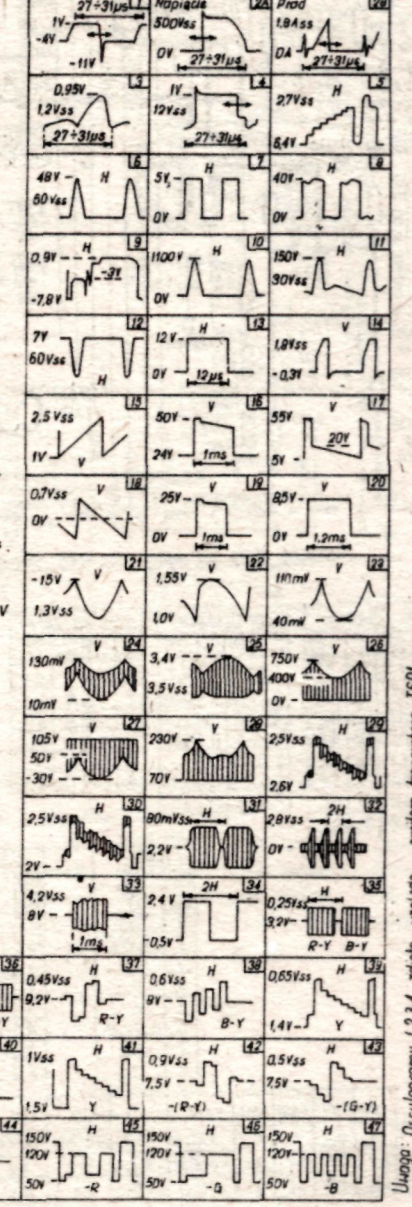 27÷31µs 1
1V
-4V
-11V
Napięcie 2A
500Vss
0V
27÷31µs
Prąd 2B
1,8Ass
0A
27÷31µs
3
0,95V
1,2Vss
27÷31µs
4
1V
12Vss
27÷31µs
5
2,7Vss H
6,4V
6
48V H
60Vss
7
5V
0V
8
40V H
0V
9
0,9V H
-3V
-7,8V
10
1100V H
0V
11
150V H
30Vss
12
7V
60Vss
H
13
12V H
0V 12µs
14
V
1,8Vss
-0,3V
15
2,5Vss
1V V
16
50V V
24V 1ms
17
55V V
20V
5V
18
0,7Vss V
0V
19
25V V
0V 1ms
20
8,5V V
0V 1,2ms
21
-15V V
1,3Vss
22
1,55V V
1,0V
23
110mV V
40mV
24
130mV V
10mV
25
3,4V V
3,5Vss
26
750V V
400V
0V
27
105V V
50V
-30V
28
230V V
70V
29
2,5Vss H
2,6V
30
2,5Vss H
2V
31
80mVss H
2,2V
32
2,8Vss 2H
0V
33
4,2Vss V
8V
1ms
34
2H
2,4V
-0,5V
35
0,25Vss H
3,2V
R-Y B-Y
36
Y
37
0,45Vss H
9,2V
R-Y
38
0,6Vss H
9V
B-Y
39
0,65Vss H
1,4V Y
40
41
1Vss H
1,5V Y
42
0,9Vss H
7,5V
-(R-Y)
43
0,5Vss H
7,5V
-(G-Y)
44
45
150V H
120V
50V -R
46
150V H
120V
50V -G
47
150V H
120V
50V -B
V
Uwaga: Oscylogramy 1,2,3,4